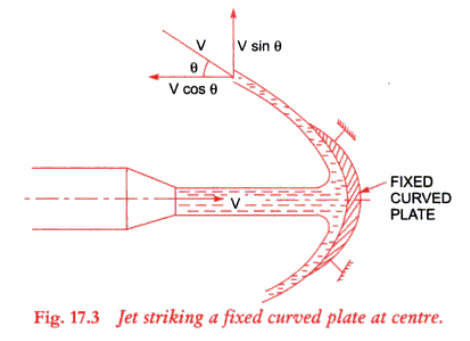 V
V sin θ
θ
V cos θ
V
FIXED
CURVED
PLATE
Fig. 17.3 Jet striking a fixed curved plate at centre.